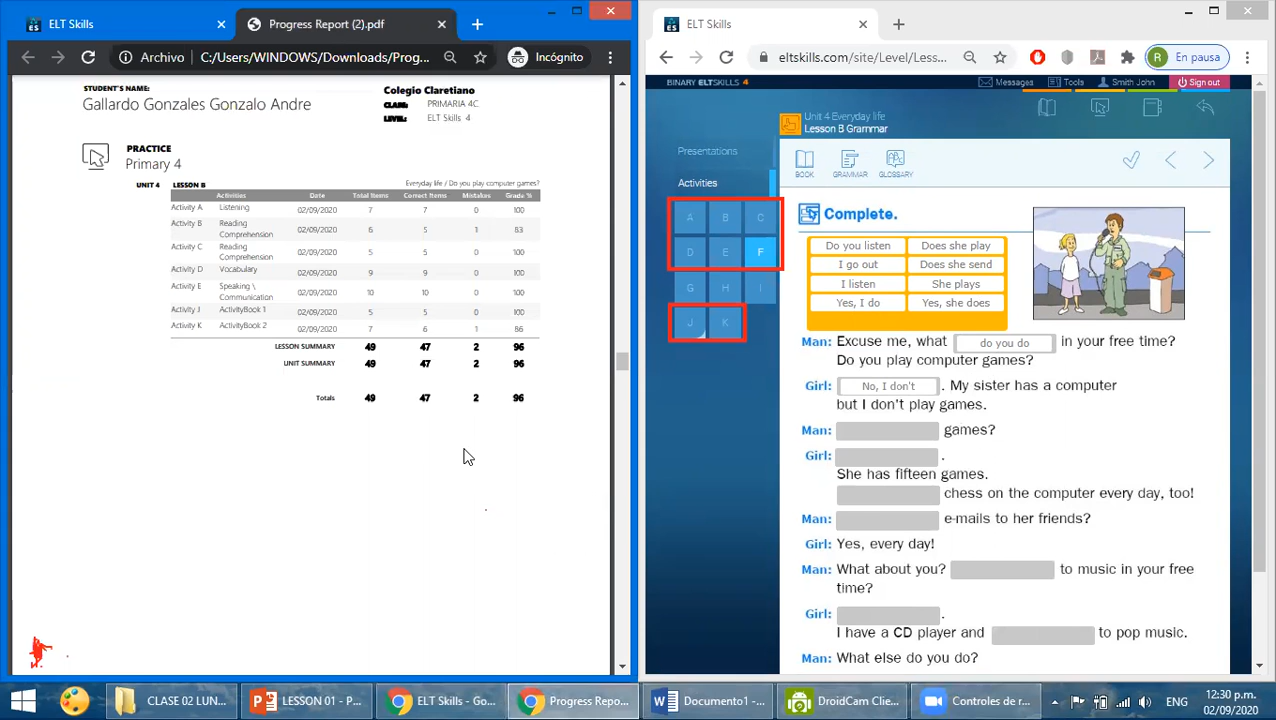 ELT Skills
Progress Report (2).pdf
Archivo
C:/Users/WINDOWS/Downloads/Prog...
Incógnito
STUDENT'S NAME:
Gallardo Gonzales Gonzalo Andre
Colegio Claretiano
CLASS: PRIMARIA 4C
LEVEL: ELT Skills 4
PRACTICE
Primary 4
UNIT 4 LESSON B Everyday life / Do you play computer games?
Activities Date Total Items Correct Items Mistakes Grade %
Activity A Listening 02/09/2020 7 7 0 100
Activity B Reading Comprehension 02/09/2020 6 5 1 83
Activity C Reading Comprehension 02/09/2020 5 5 0 100
Activity D Vocabulary 02/09/2020 9 9 0 100
Activity E Speaking \ Communication 02/09/2020 10 10 0 100
Activity J ActivityBook 1 02/09/2020 5 5 0 100
Activity K ActivityBook 2 02/09/2020 7 6 1 86
LESSON SUMMARY 49 47 2 96
UNIT SUMMARY 49 47 2 96
Totals 49 47 2 96
ELT Skills
eltskills.com/site/Level/Less...
En pausa
BINARY ELTSKILLS 4
Messages
Tools
Smith John
Sign out
Unit 4 Everyday life
Lesson B Grammar
Presentations
Activities
A B C
D E F
G H I
J K
BOOK
GRAMMAR
GLOSSARY
Complete.
Do you listen Does she play
I go out Does she send
I listen She plays
Yes, I do Yes, she does
Man: Excuse me, what do you do in your free time?
Do you play computer games?
Girl: No, I don't . My sister has a computer
but I don't play games.
Man: games?
Girl: .
She has fifteen games.
chess on the computer every day, too!
Man: e-mails to her friends?
Girl: Yes, every day!
Man: What about you? to music in your free
time?
Girl: .
I have a CD player and to pop music.
Man: What else do you do?
CLASE 02 LUN...
LESSON 01 - P...
ELT Skills - Go...
Progress Repo...
Documento1 -...
DroidCam Clie...
Controles de r...
ENG
12:30 p.m.
02/09/2020